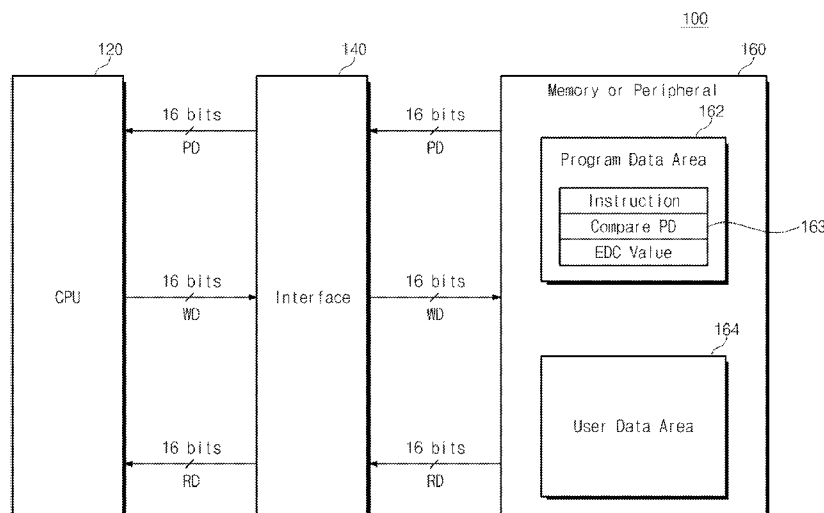 100
120
140
160
CPU
16 bits
PD
16 bits
WD
16 bits
RD
Interface
16 bits
PD
16 bits
WD
16 bits
RD
Memory or Peripheral
162
Program Data Area
Instruction
Compare PD
EDC Value
163
164
User Data Area